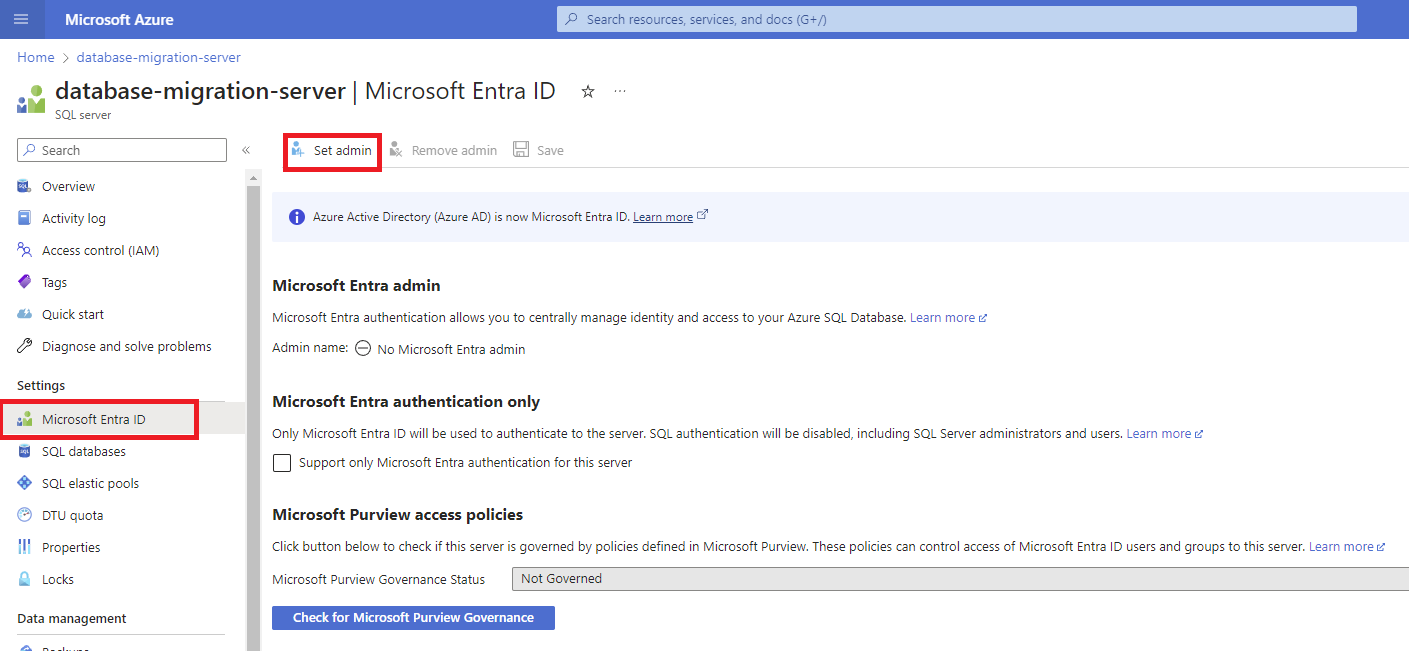 Microsoft Azure
Search resources, services, and docs (G+/)
Home > database-migration-server
database-migration-server | Microsoft Entra ID
SQL server
Search
Set admin
Remove admin
Save
Overview
Activity log
Access control (IAM)
Tags
Quick start
Diagnose and solve problems
Settings
Microsoft Entra ID
SQL databases
SQL elastic pools
DTU quota
Properties
Locks
Data management
Backups
Azure Active Directory (Azure AD) is now Microsoft Entra ID. Learn more
Microsoft Entra admin
Microsoft Entra authentication allows you to centrally manage identity and access to your Azure SQL Database. Learn more
Admin name: No Microsoft Entra admin
Microsoft Entra authentication only
Only Microsoft Entra ID will be used to authenticate to the server. SQL authentication will be disabled, including SQL Server administrators and users. Learn more
Support only Microsoft Entra authentication for this server
Microsoft Purview access policies
Click button below to check if this server is governed by policies defined in Microsoft Purview. These policies can control access of Microsoft Entra ID users and groups to this server. Learn more
Microsoft Purview Governance Status
Not Governed
Check for Microsoft Purview Governance